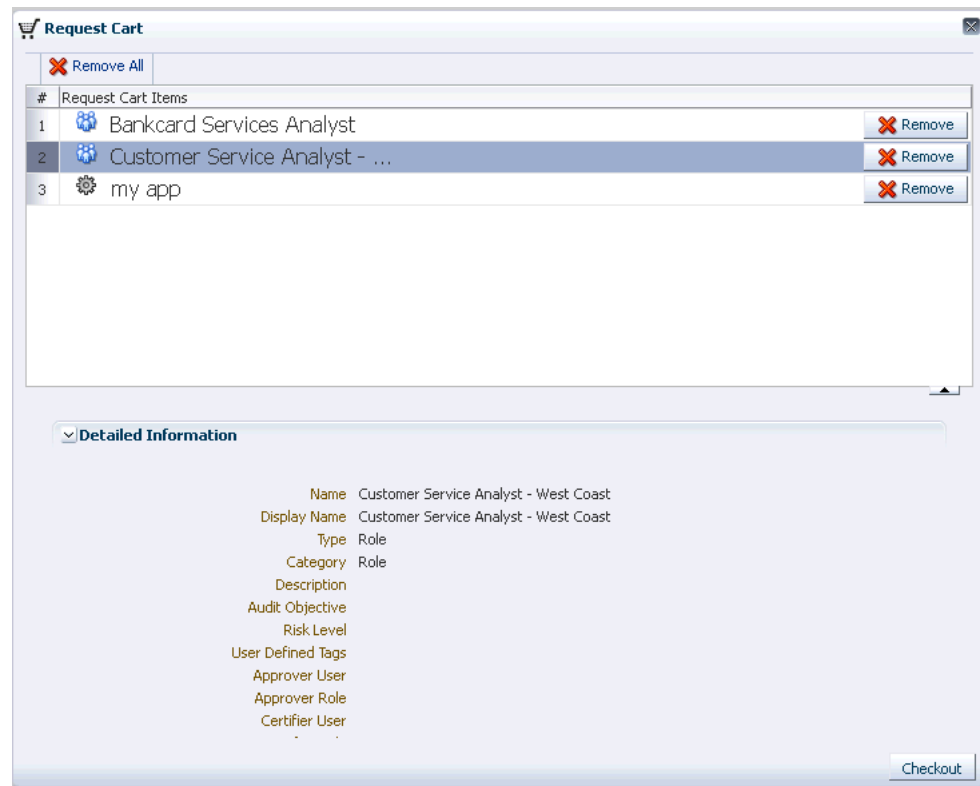 Request Cart
Remove All
# Request Cart Items
1 Bankcard Services Analyst Remove
2 Customer Service Analyst - ... Remove
3 my app Remove
Detailed Information
Name Customer Service Analyst - West Coast
Display Name Customer Service Analyst - West Coast
Type Role
Category Role
Description
Audit Objective
Risk Level
User Defined Tags
Approver User
Approver Role
Certifier User
Checkout